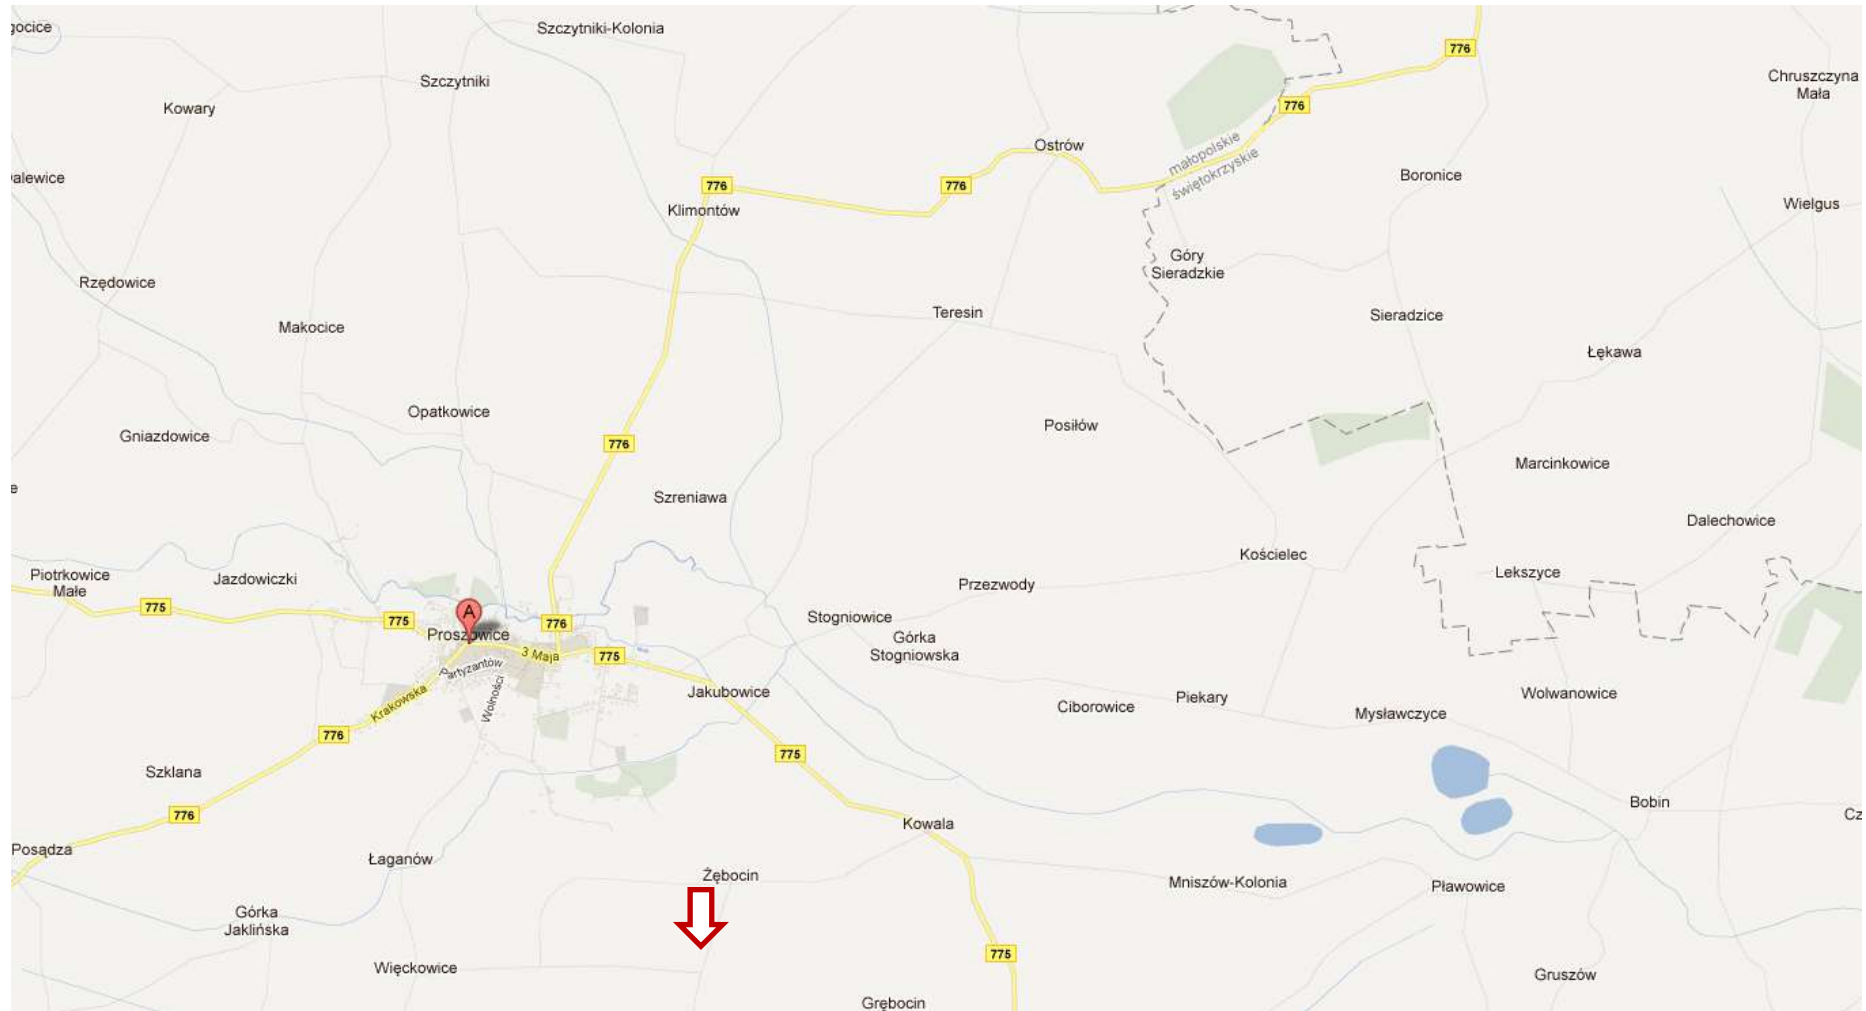 gocice
Szczytniki-Kolonia
776
Szczytniki
Chruszczyna
Mała
Kowary
776
Ostrów
małopolskie
świętokrzyskie
alewice
Boronice
776
776
Wielgus
Klimontów
Góry
Sieradzkie
Rzędowice
Teresin
Sieradzice
Makocice
Łękawa
Opatkowice
Posiłów
Gniazdowice
776
Marcinkowice
e
Szreniawa
Dalechowice
Kościelec
Piotrkowice
Małe
Jazdowiczki
Przezwody
Lekszyce
775
775
A
776
Stogniowice
Proszowice
Górka
Stogniowska
3 Maja
775
Partyzantów
Krakowska
Wolności
Jakubowice
Ciborowice
Piekary
Mysławczyce
Wolwanowice
776
775
Szklana
776
Bobin
Cz
Kowala
Posądza
Łaganów
Żębocin
Mniszów-Kolonia
Pławowice
Górka
Jaklińska
775
Więckowice
Gruszów
Grębocin